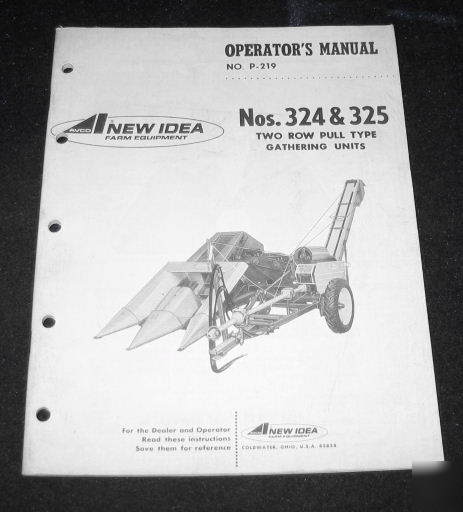 OPERATOR'S MANUAL
NO. P-219
AVCO NEW IDEA
FARM EQUIPMENT
Nos. 324 & 325
TWO ROW PULL TYPE
GATHERING UNITS
For the Dealer and Operator
Read these instructions
Save them for reference
NEW IDEA
FARM EQUIPMENT
COLDWATER, OHIO, U.S.A. 45828